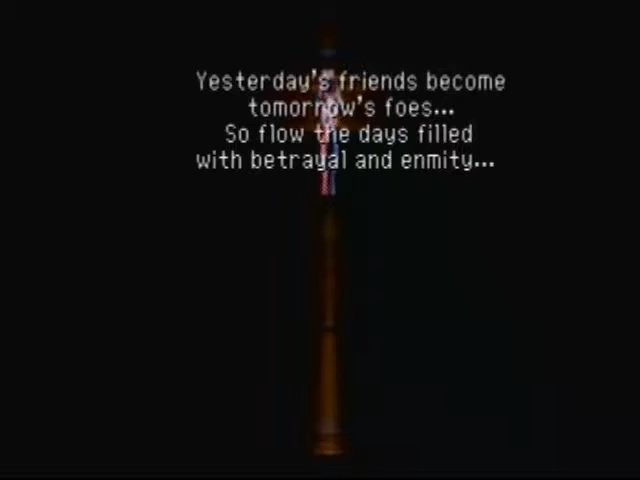 Yesterday's friends become
tomorrow's foes...
So flow the days filled
with betrayal and enmity...